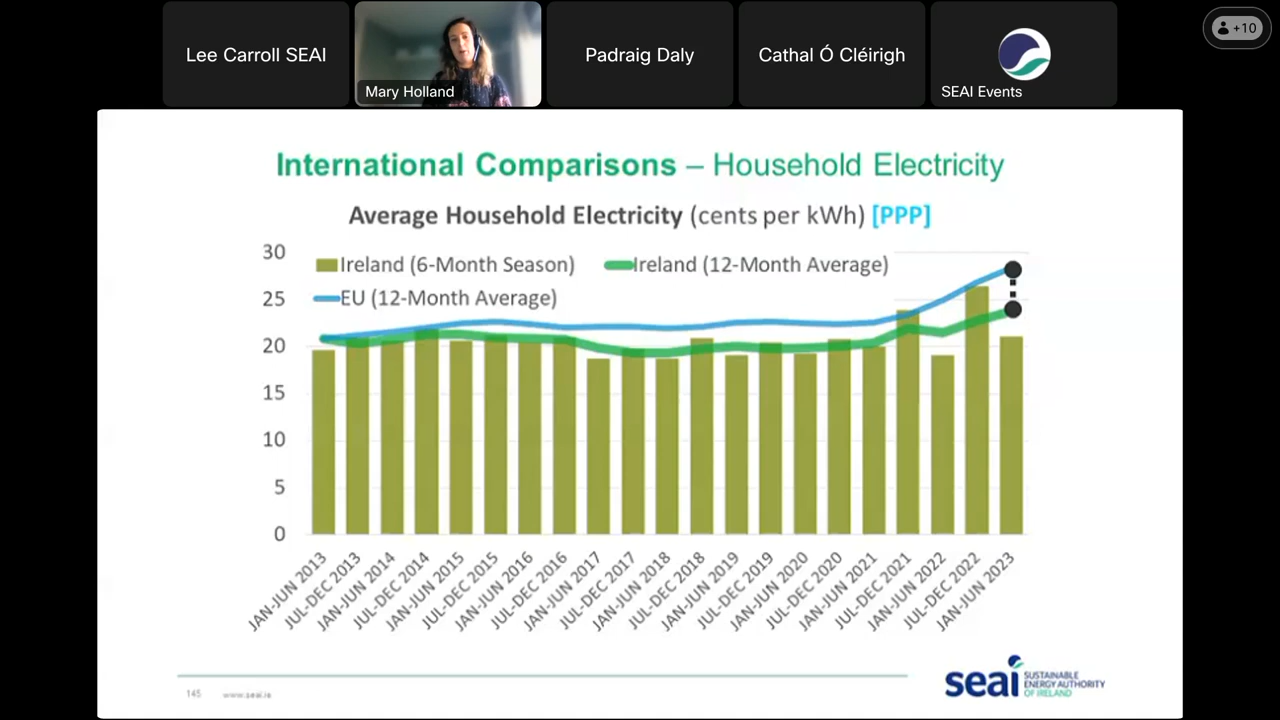 Lee Carroll SEAI
Mary Holland
Padraig Daly
Cathal Ó Cléirigh
SEAI Events
+10
International Comparisons – Household Electricity
Average Household Electricity (cents per kWh) [PPP]
Ireland (6-Month Season)
Ireland (12-Month Average)
EU (12-Month Average)
30
25
20
15
10
5
0
JAN-JUN 2013
JUL-DEC 2013
JAN-JUN 2014
JUL-DEC 2014
JAN-JUN 2015
JUL-DEC 2015
JAN-JUN 2016
JUL-DEC 2016
JAN-JUN 2017
JUL-DEC 2017
JAN-JUN 2018
JUL-DEC 2018
JAN-JUN 2019
JUL-DEC 2019
JAN-JUN 2020
JUL-DEC 2020
JAN-JUN 2021
JUL-DEC 2021
JAN-JUN 2022
JUL-DEC 2022
JAN-JUN 2023
145
www.seai.ie
seai
SUSTAINABLE
ENERGY AUTHORITY
OF IRELAND